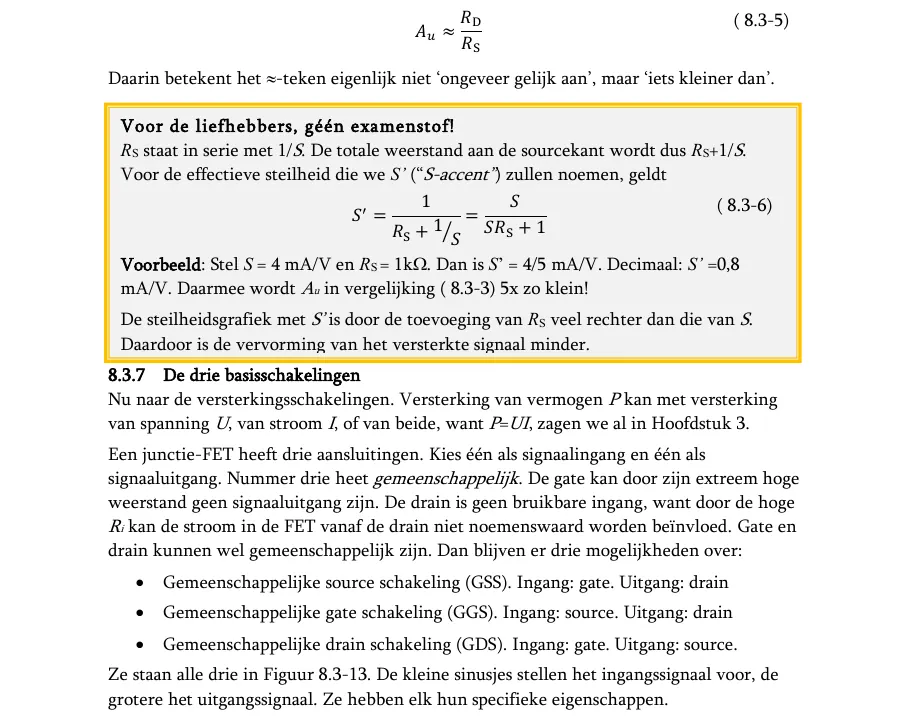 Aᵤ ≈ R_D/R_S ( 8.3-5)
Daarin betekent het ≈-teken eigenlijk niet ‘ongeveer gelijk aan’, maar ‘iets kleiner dan’.
Voor de liefhebbers, géén examenstof!
RS staat in serie met 1/S. De totale weerstand aan de sourcekant wordt dus RS+1/S.
Voor de effectieve steilheid die we S’ (“S-accent”) zullen noemen, geldt
S′ = 1/(R_S + 1/S) = S/(SR_S + 1) ( 8.3-6)
Voorbeeld: Stel S = 4 mA/V en RS = 1kΩ. Dan is S’ = 4/5 mA/V. Decimaal: S’ =0,8
mA/V. Daarmee wordt Au in vergelijking ( 8.3-3) 5x zo klein!
De steilheidsgrafiek met S’ is door de toevoeging van RS veel rechter dan die van S.
Daardoor is de vervorming van het versterkte signaal minder.
8.3.7 De drie basisschakelingen
Nu naar de versterkingsschakelingen. Versterking van vermogen P kan met versterking
van spanning U, van stroom I, of van beide, want P=UI, zagen we al in Hoofdstuk 3.
Een junctie-FET heeft drie aansluitingen. Kies één als signaalingang en één als
signaaluitgang. Nummer drie heet gemeenschappelijk. De gate kan door zijn extreem hoge
weerstand geen signaaluitgang zijn. De drain is geen bruikbare ingang, want door de hoge
Ri kan de stroom in de FET vanaf de drain niet noemenswaard worden beïnvloed. Gate en
drain kunnen wel gemeenschappelijk zijn. Dan blijven er drie mogelijkheden over:
• Gemeenschappelijke source schakeling (GSS). Ingang: gate. Uitgang: drain
• Gemeenschappelijke gate schakeling (GGS). Ingang: source. Uitgang: drain
• Gemeenschappelijke drain schakeling (GDS). Ingang: gate. Uitgang: source.
Ze staan alle drie in Figuur 8.3-13. De kleine sinusjes stellen het ingangssignaal voor, de
grotere het uitgangssignaal. Ze hebben elk hun specifieke eigenschappen.